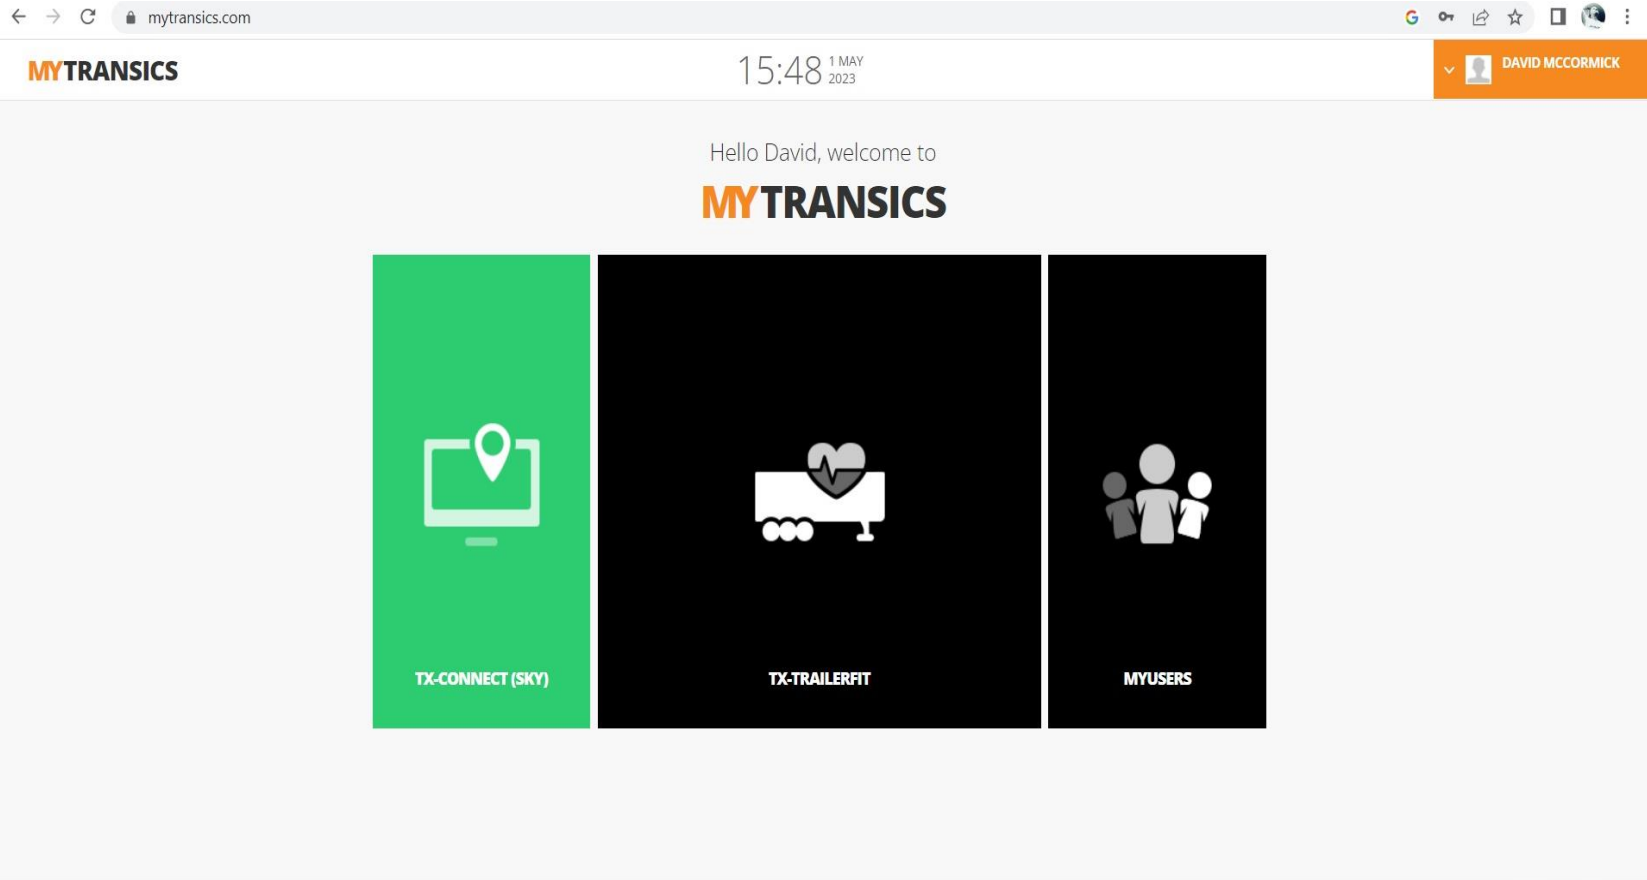 mytransics.com
MYTRANSICS
15:48 1 MAY
2023
DAVID MCCORMICK
Hello David, welcome to
MYTRANSICS
TX-CONNECT (SKY)
TX-TRAILERFIT
MYUSERS